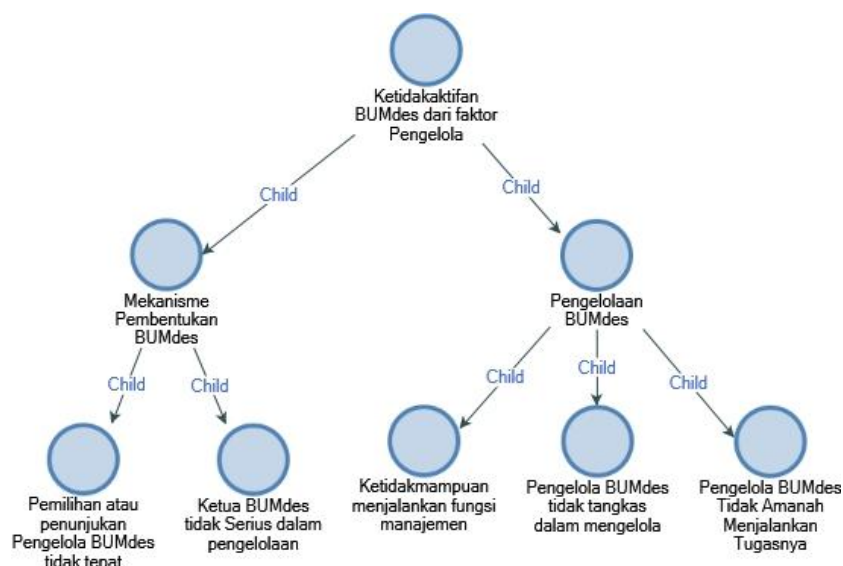 Ketidakaktifan
BUMdes dari faktor
Pengelola
Child
Child
Mekanisme
Pembentukan
BUMdes
Pengelolaan
BUMdes
Child
Child
Child
Child
Child
Pemilihan atau
penunjukan
Pengelola BUMdes
tidak tepat
Ketua BUMdes
tidak Serius dalam
pengelolaan
Ketidakmampuan
menjalankan fungsi
manajemen
Pengelola BUMdes
tidak tangkas
dalam mengelola
Pengelola BUMdes
Tidak Amanah
Menjalankan
Tugasnya